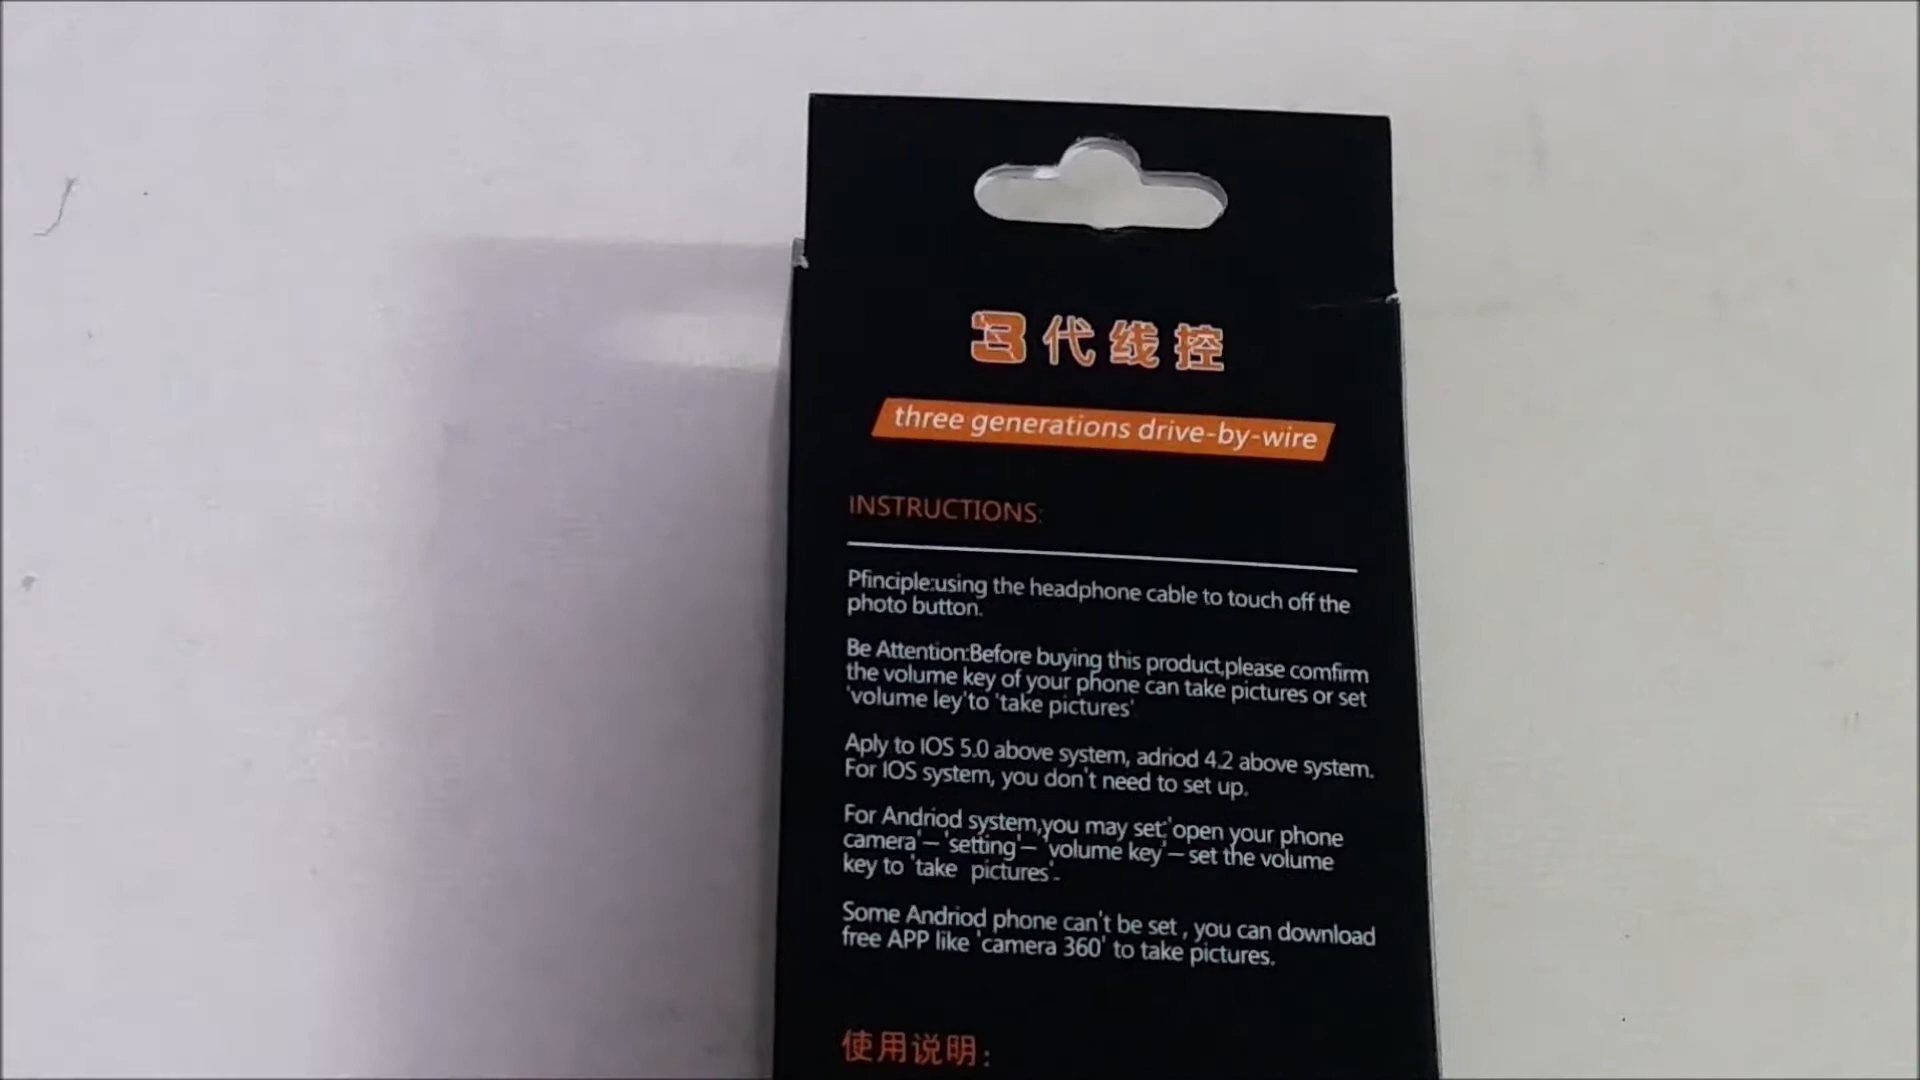 3代线控
three generations drive-by-wire
INSTRUCTIONS:
Pfinciple:using the headphone cable to touch off the
photo button.
Be Attention:Before buying this product,please comfirm
the volume key of your phone can take pictures or set
'volume ley'to 'take pictures'
Aply to IOS 5.0 above system, adriod 4.2 above system.
For IOS system, you don't need to set up.
For Andriod system,you may set;'open your phone
camera'—'setting'—'volume key'—set the volume
key to 'take pictures'-
Some Andriod phone can't be set , you can download
free APP like 'camera 360' to take pictures.
使用说明: